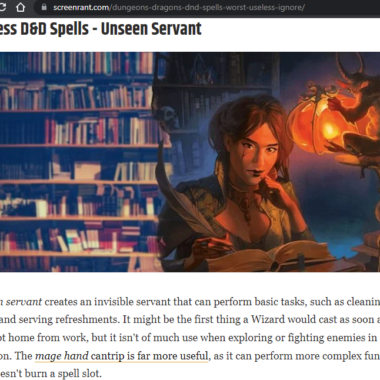 screenrant.com/dungeons-dragons-dnd-spells-worst-useless-ignore/
ess D&D Spells - Unseen Servant
servant creates an invisible servant that can perform basic tasks, such as cleanin
and serving refreshments. It might be the first thing a Wizard would cast as soon a
ot home from work, but it isn't of much use when exploring or fighting enemies in
on. The mage hand cantrip is far more useful, as it can perform more complex fun
esn't burn a spell slot.